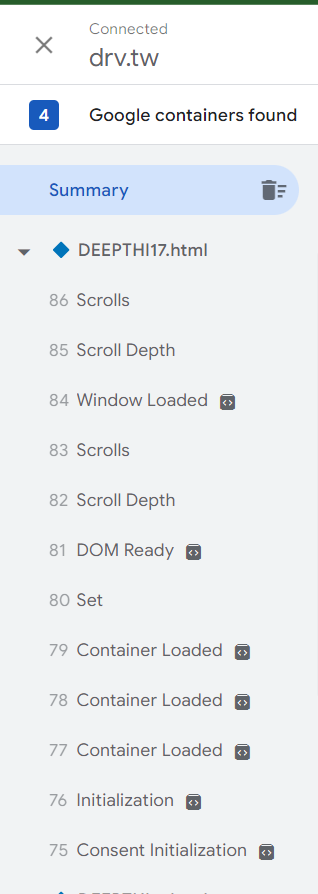 Connected
drv.tw
4 Google containers found
Summary
DEEPTHI17.html
86 Scrolls
85 Scroll Depth
84 Window Loaded
83 Scrolls
82 Scroll Depth
81 DOM Ready
80 Set
79 Container Loaded
78 Container Loaded
77 Container Loaded
76 Initialization
75 Consent Initialization